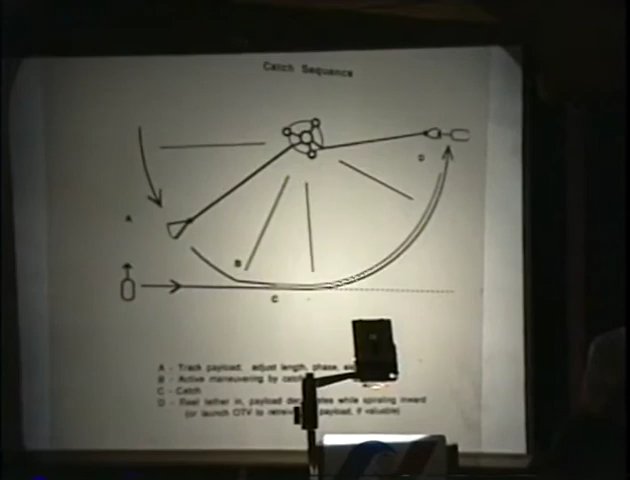 Catch Sequence
D
A
B
C
A - Track payload, adjust length, phase,
B - Active maneuvering by
C - Catch
D - Reel tether in, payload while spiraling inward
(or launch OTV to payload, if valuable)